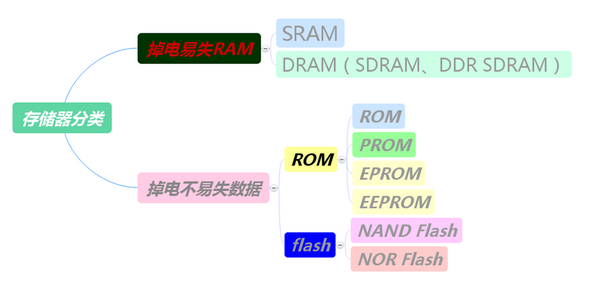 存储器分类
掉电易失RAM
SRAM
DRAM（SDRAM、DDR SDRAM）
掉电不易失数据
ROM
ROM
PROM
EPROM
EEPROM
flash
NAND Flash
NOR Flash